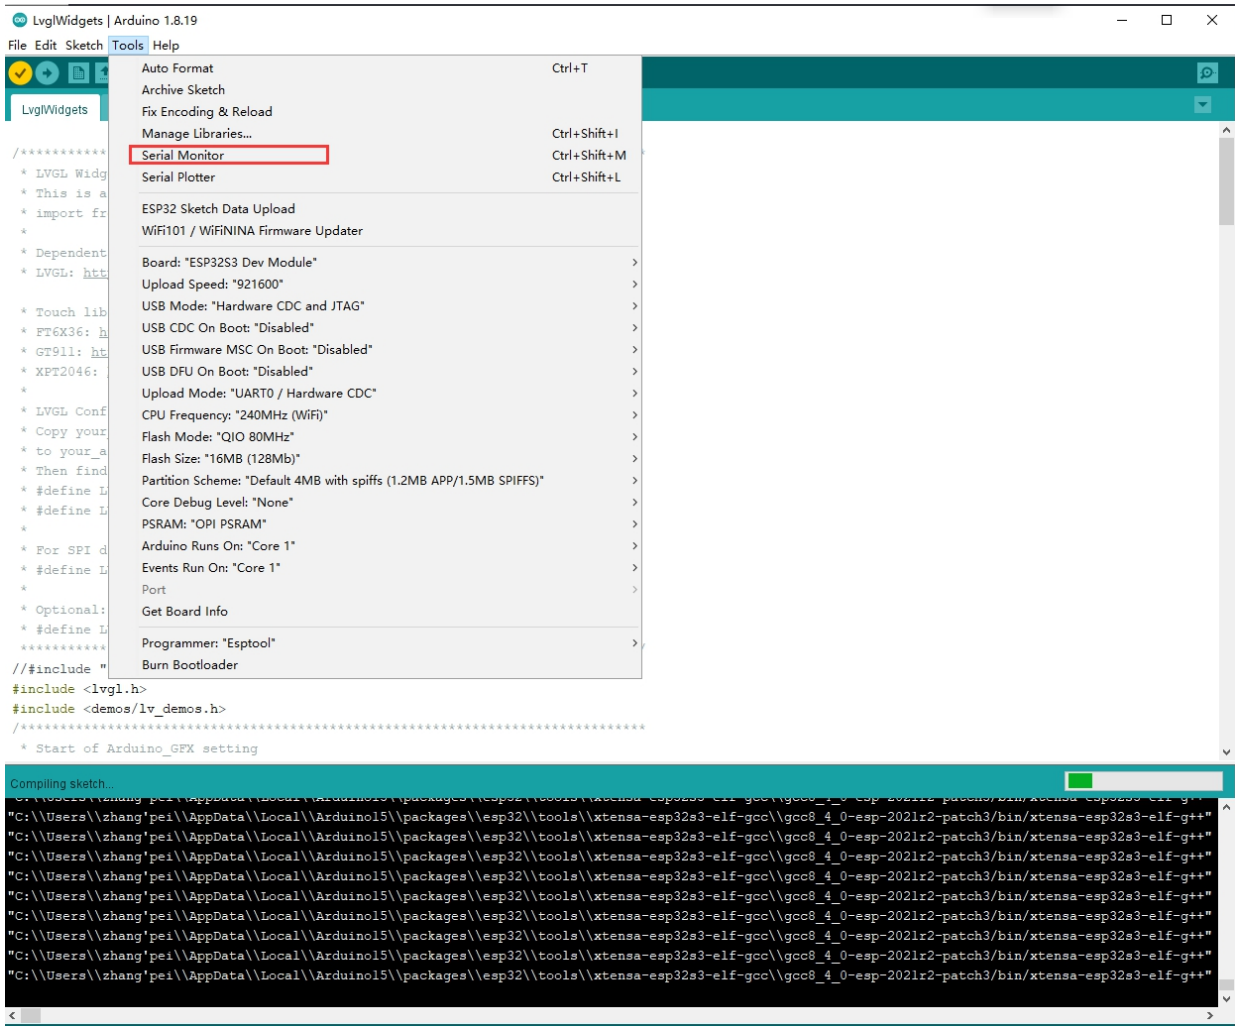 LvglWidgets | Arduino 1.8.19
File Edit Sketch Tools Help
LvglWidgets
Auto Format Ctrl+T
Archive Sketch
Fix Encoding & Reload
Manage Libraries... Ctrl+Shift+I
Serial Monitor Ctrl+Shift+M
Serial Plotter Ctrl+Shift+L
ESP32 Sketch Data Upload
WiFi101 / WiFiNINA Firmware Updater
Board: "ESP32S3 Dev Module"
Upload Speed: "921600"
USB Mode: "Hardware CDC and JTAG"
USB CDC On Boot: "Disabled"
USB Firmware MSC On Boot: "Disabled"
USB DFU On Boot: "Disabled"
Upload Mode: "UART0 / Hardware CDC"
CPU Frequency: "240MHz (WiFi)"
Flash Mode: "QIO 80MHz"
Flash Size: "16MB (128Mb)"
Partition Scheme: "Default 4MB with spiffs (1.2MB APP/1.5MB SPIFFS)"
Core Debug Level: "None"
PSRAM: "OPI PSRAM"
Arduino Runs On: "Core 1"
Events Run On: "Core 1"
Port
Get Board Info
Programmer: "Esptool"
Burn Bootloader
/***********
* LVGL Widg
* This is a
* import fr
*
* Dependent
* LVGL: htt
* Touch lib
* FT6X36: h
* GT911: ht
* XPT2046:
*
* LVGL Conf
* Copy your
* to your_a
* Then find
* #define L
* #define L
*
* For SPI d
* #define L
*
* Optional:
* #define L
***********
//#include "
#include <lvgl.h>
#include <demos/lv_demos.h>
/*******************************************************************************
* Start of Arduino_GFX setting
Compiling sketch...
"C:\\Users\\zhang'pei\\AppData\\Local\\Arduino15\\packages\\esp32\\tools\\xtensa-esp32s3-elf-gcc\\gcc8_4_0-esp-2021r2-patch3/bin/xtensa-esp32s3-elf-g++"
"C:\\Users\\zhang'pei\\AppData\\Local\\Arduino15\\packages\\esp32\\tools\\xtensa-esp32s3-elf-gcc\\gcc8_4_0-esp-2021r2-patch3/bin/xtensa-esp32s3-elf-g++"
"C:\\Users\\zhang'pei\\AppData\\Local\\Arduino15\\packages\\esp32\\tools\\xtensa-esp32s3-elf-gcc\\gcc8_4_0-esp-2021r2-patch3/bin/xtensa-esp32s3-elf-g++"
"C:\\Users\\zhang'pei\\AppData\\Local\\Arduino15\\packages\\esp32\\tools\\xtensa-esp32s3-elf-gcc\\gcc8_4_0-esp-2021r2-patch3/bin/xtensa-esp32s3-elf-g++"
"C:\\Users\\zhang'pei\\AppData\\Local\\Arduino15\\packages\\esp32\\tools\\xtensa-esp32s3-elf-gcc\\gcc8_4_0-esp-2021r2-patch3/bin/xtensa-esp32s3-elf-g++"
"C:\\Users\\zhang'pei\\AppData\\Local\\Arduino15\\packages\\esp32\\tools\\xtensa-esp32s3-elf-gcc\\gcc8_4_0-esp-2021r2-patch3/bin/xtensa-esp32s3-elf-g++"
"C:\\Users\\zhang'pei\\AppData\\Local\\Arduino15\\packages\\esp32\\tools\\xtensa-esp32s3-elf-gcc\\gcc8_4_0-esp-2021r2-patch3/bin/xtensa-esp32s3-elf-g++"
"C:\\Users\\zhang'pei\\AppData\\Local\\Arduino15\\packages\\esp32\\tools\\xtensa-esp32s3-elf-gcc\\gcc8_4_0-esp-2021r2-patch3/bin/xtensa-esp32s3-elf-g++"
"C:\\Users\\zhang'pei\\AppData\\Local\\Arduino15\\packages\\esp32\\tools\\xtensa-esp32s3-elf-gcc\\gcc8_4_0-esp-2021r2-patch3/bin/xtensa-esp32s3-elf-g++"